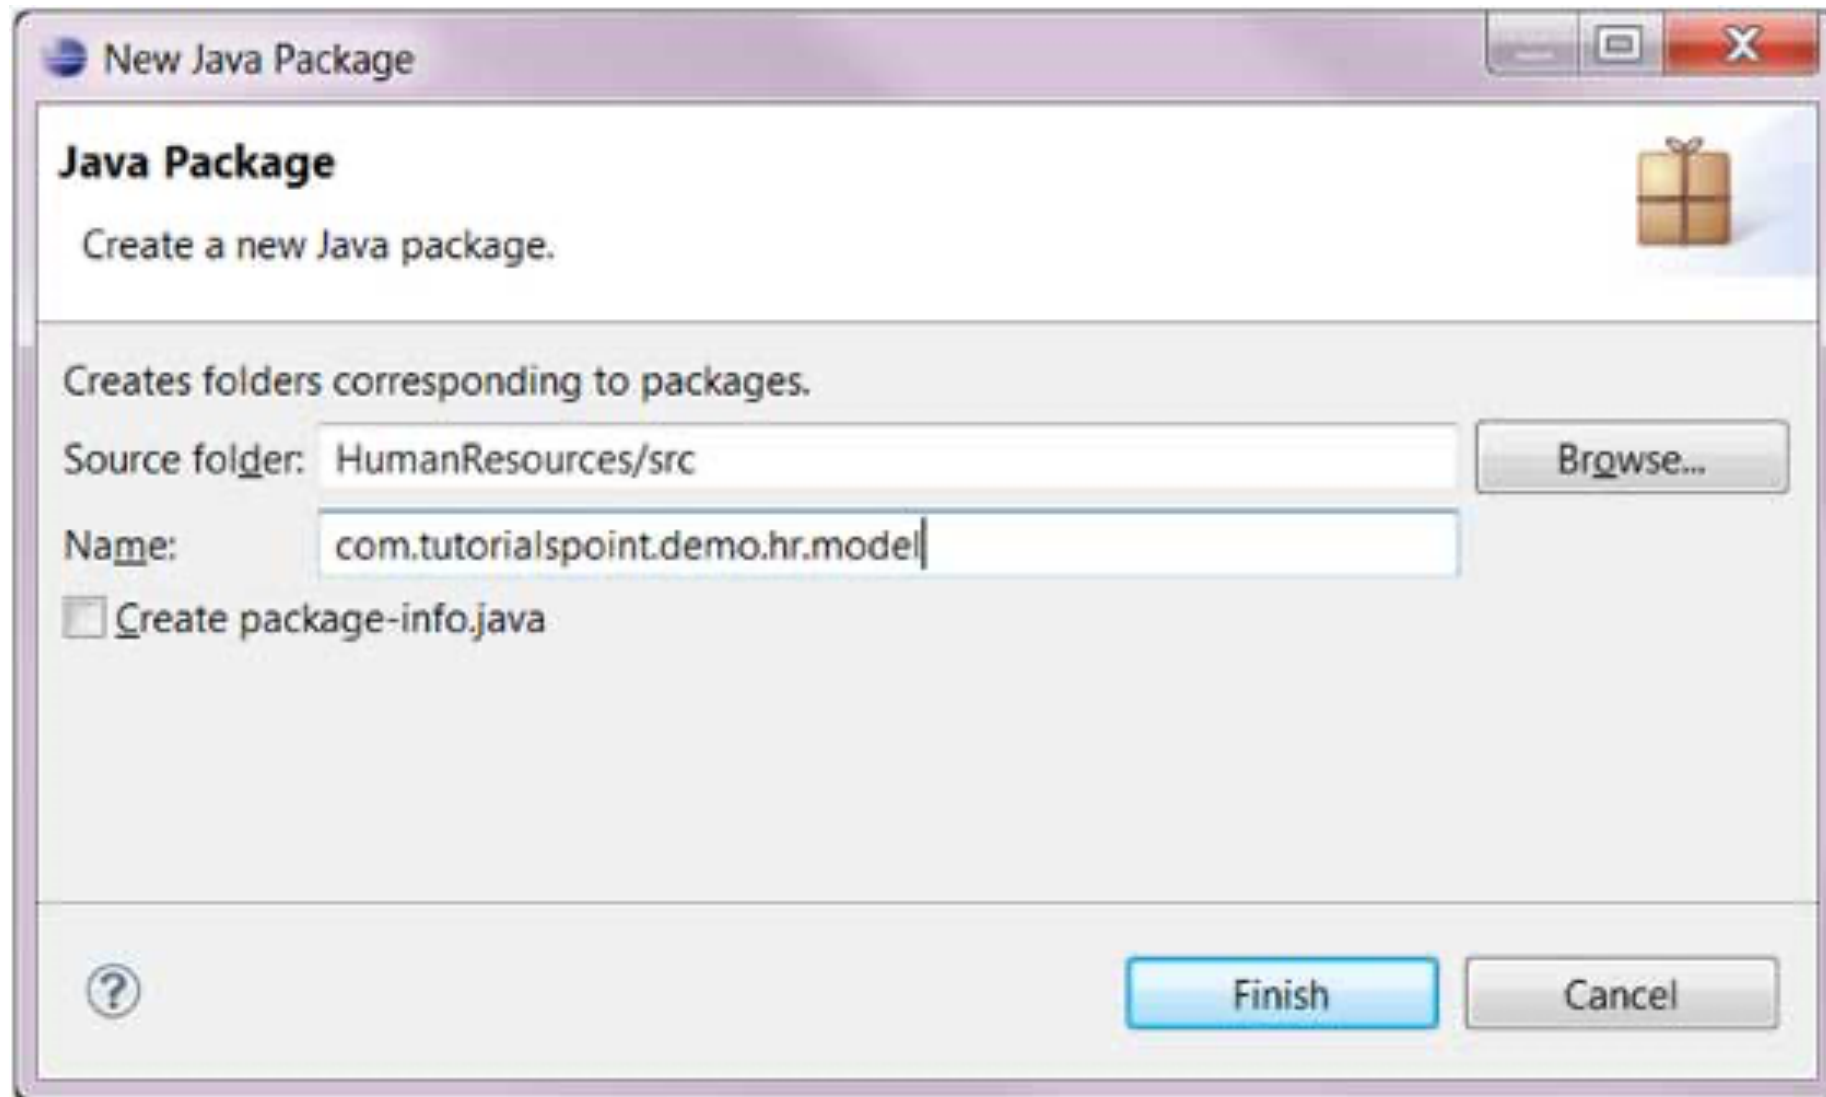 New Java Package
Java Package
Create a new Java package.
Creates folders corresponding to packages.
Source folder: HumanResources/src Browse...
Name: com.tutorialspoint.demo.hr.model
Create package-info.java
? Finish Cancel